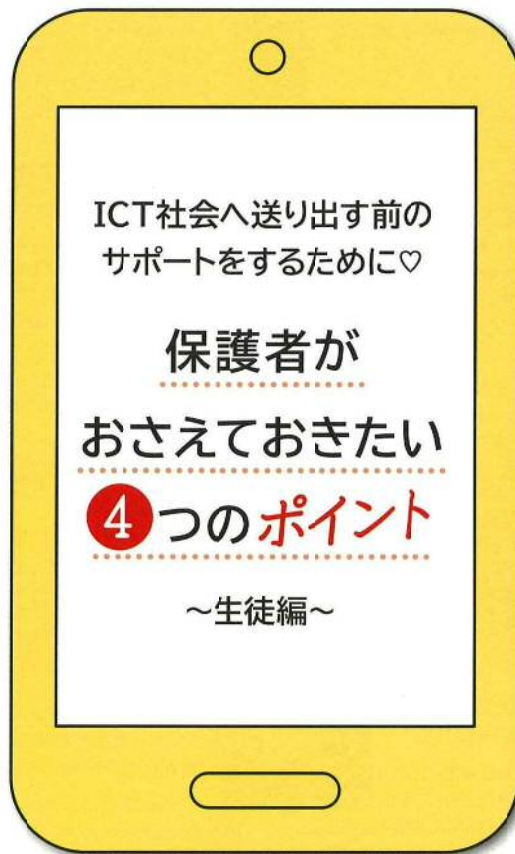 ICT社会へ送り出す前の
サポートをするために♡
保護者が
おさえておきたい
4つのポイント
～生徒編～